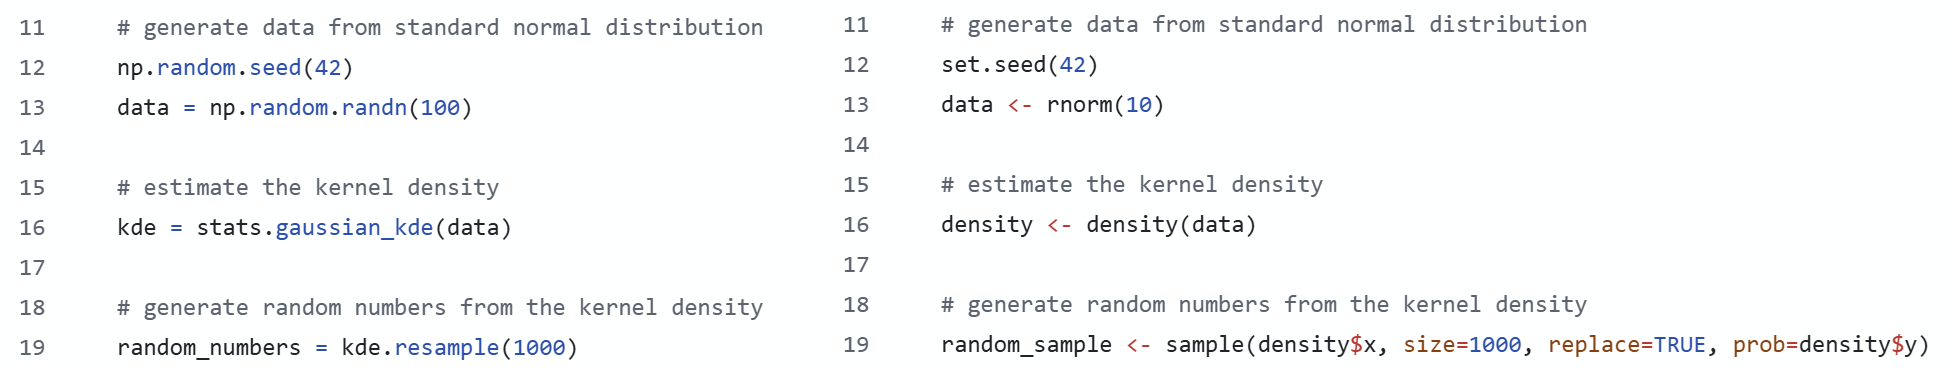 11 # generate data from standard normal distribution
12 np.random.seed(42)
13 data = np.random.randn(100)
14
15 # estimate the kernel density
16 kde = stats.gaussian_kde(data)
17
18 # generate random numbers from the kernel density
19 random_numbers = kde.resample(1000)
11 # generate data from standard normal distribution
12 set.seed(42)
13 data <- rnorm(10)
14
15 # estimate the kernel density
16 density <- density(data)
17
18 # generate random numbers from the kernel density
19 random_sample <- sample(density$x, size=1000, replace=TRUE, prob=density$y)